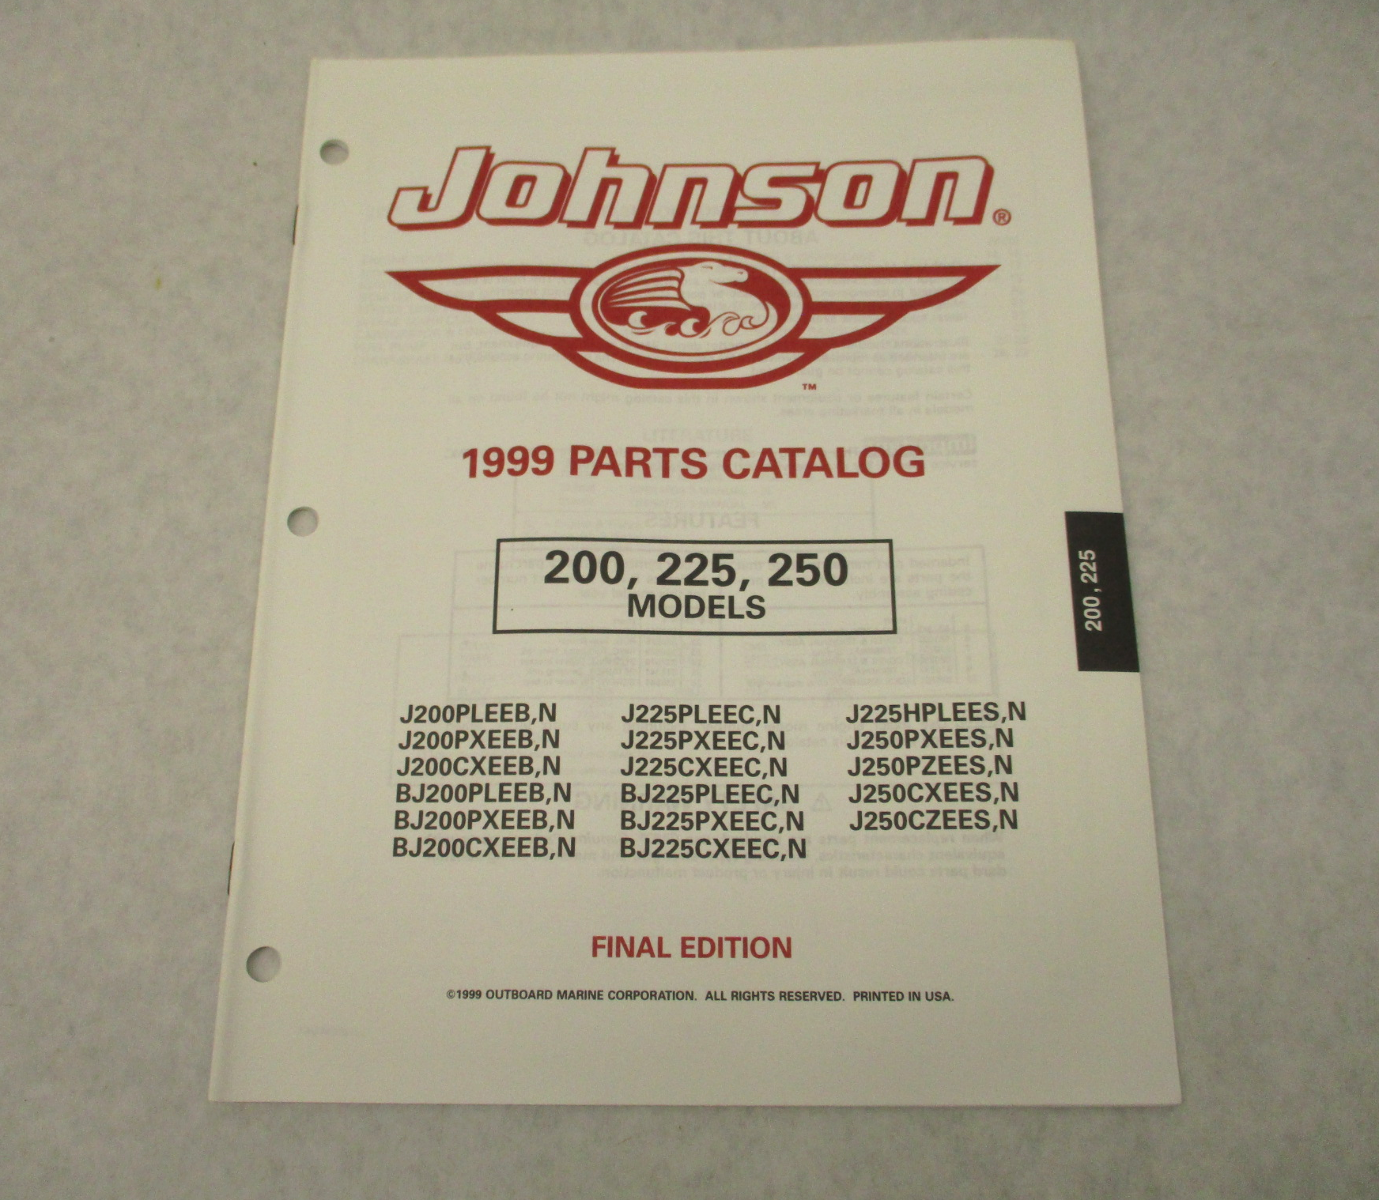 Johnson®
™
1999 PARTS CATALOG
200, 225, 250
MODELS
200, 225
J200PLEEB,N
J200PXEEB,N
J200CXEEB,N
BJ200PLEEB,N
BJ200PXEEB,N
BJ200CXEEB,N
J225PLEEC,N
J225PXEEC,N
J225CXEEC,N
BJ225PLEEC,N
BJ225PXEEC,N
BJ225CXEEC,N
J225HPLEES,N
J250PXEES,N
J250PZEES,N
J250CXEES,N
J250CZEES,N
FINAL EDITION
©1999 OUTBOARD MARINE CORPORATION. ALL RIGHTS RESERVED. PRINTED IN USA.